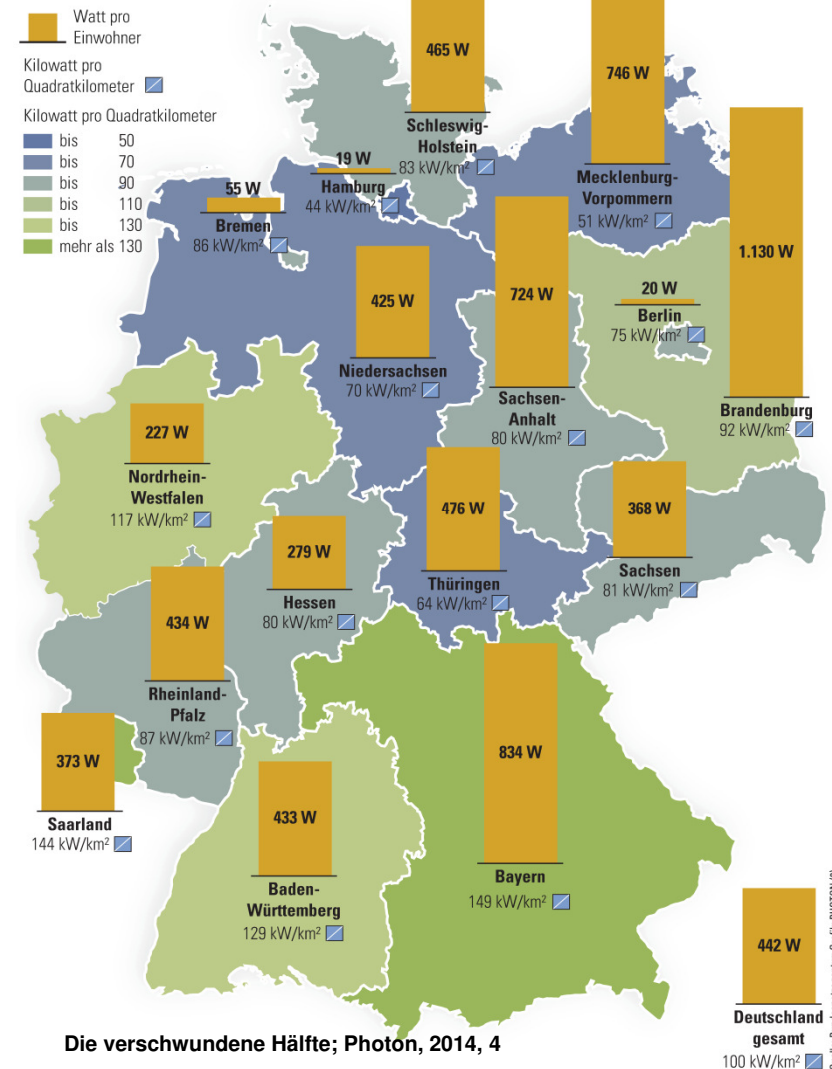 Watt pro
Einwohner
Kilowatt pro
Quadratkilometer
Kilowatt pro Quadratkilometer
bis 50
bis 70
bis 90
bis 110
bis 130
mehr als 130
465 W
Schleswig-
Holstein
83 kW/km²
746 W
Mecklenburg-
Vorpommern
51 kW/km²
19 W
Hamburg
44 kW/km²
55 W
Bremen
86 kW/km²
1.130 W
Brandenburg
92 kW/km²
425 W
Niedersachsen
70 kW/km²
724 W
Sachsen-
Anhalt
80 kW/km²
20 W
Berlin
75 kW/km²
227 W
Nordrhein-
Westfalen
117 kW/km²
279 W
Hessen
80 kW/km²
476 W
Thüringen
64 kW/km²
368 W
Sachsen
81 kW/km²
434 W
Rheinland-
Pfalz
87 kW/km²
373 W
Saarland
144 kW/km²
433 W
Baden-
Württemberg
129 kW/km²
834 W
Bayern
149 kW/km²
442 W
Deutschland
gesamt
100 kW/km²
Die verschwundene Hälfte; Photon, 2014, 4